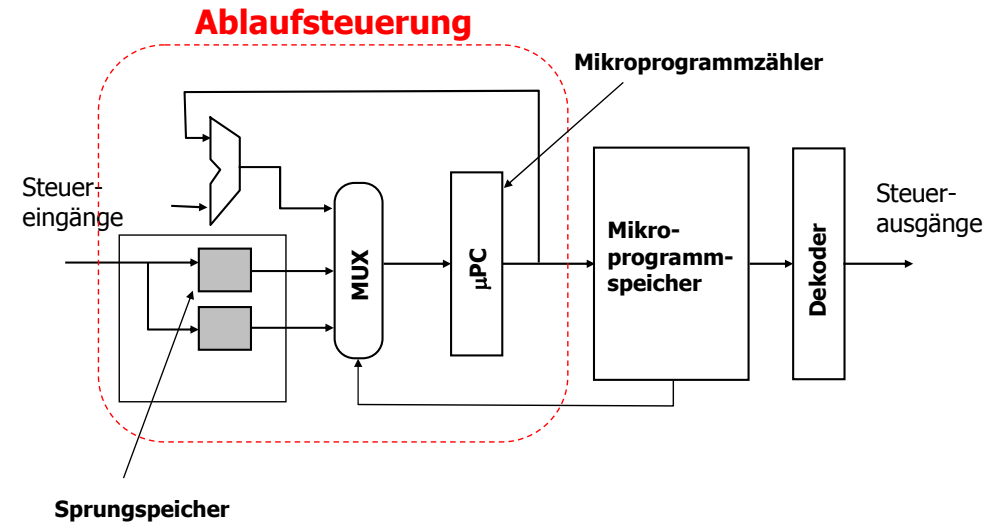 Ablaufsteuerung
Mikroprogrammzähler
Steuer-
eingänge
MUX
µPC
Mikro-
programm-
speicher
Dekoder
Steuer-
ausgänge
Sprungspeicher